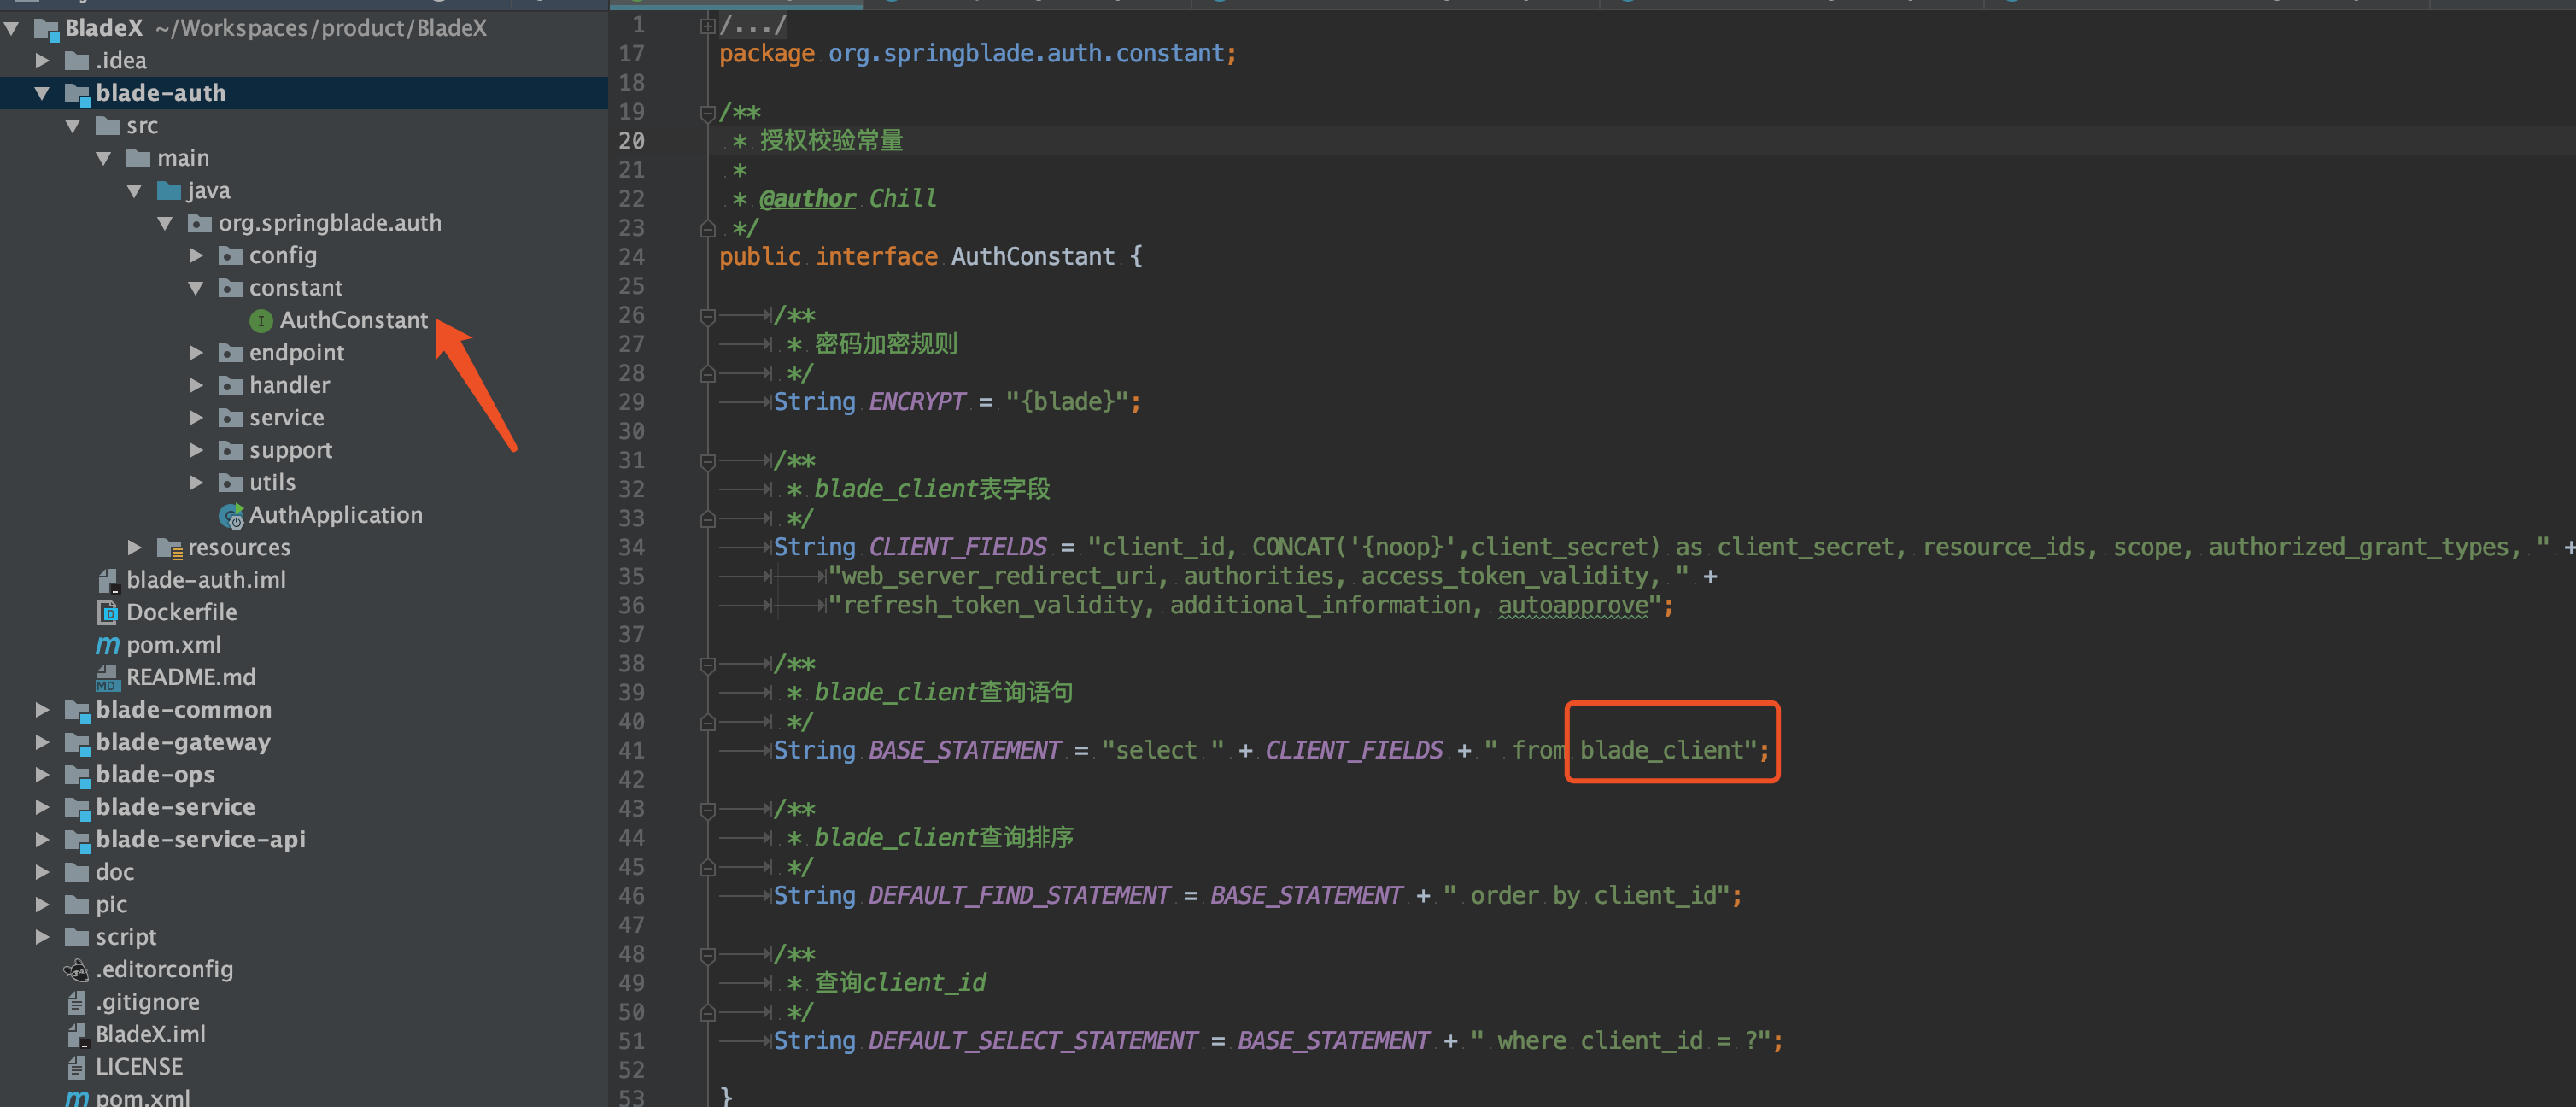 BladeX ~/Workspaces/product/BladeX
.idea
blade-auth
src
main
java
org.springblade.auth
config
constant
AuthConstant
endpoint
handler
service
support
utils
AuthApplication
resources
blade-auth.iml
Dockerfile
pom.xml
README.md
blade-common
blade-gateway
blade-ops
blade-service
blade-service-api
doc
pic
script
.editorconfig
.gitignore
BladeX.iml
LICENSE
pom.xml
1 /.../
17 package org.springblade.auth.constant;
18
19 /**
20 * 授权校验常量
21 *
22 * @author Chill
23 */
24 public interface AuthConstant {
25
26 /**
27 * 密码加密规则
28 */
29 String ENCRYPT = "{blade}";
30
31 /**
32 * blade_client表字段
33 */
34 String CLIENT_FIELDS = "client_id, CONCAT('{noop}',client_secret) as client_secret, resource_ids, scope, authorized_grant_types, " +
35 "web_server_redirect_uri, authorities, access_token_validity, " +
36 "refresh_token_validity, additional_information, autoapprove";
37
38 /**
39 * blade_client查询语句
40 */
41 String BASE_STATEMENT = "select " + CLIENT_FIELDS + " from blade_client";
42
43 /**
44 * blade_client查询排序
45 */
46 String DEFAULT_FIND_STATEMENT = BASE_STATEMENT + " order by client_id";
47
48 /**
49 * 查询client_id
50 */
51 String DEFAULT_SELECT_STATEMENT = BASE_STATEMENT + " where client_id = ?";
52
53 }